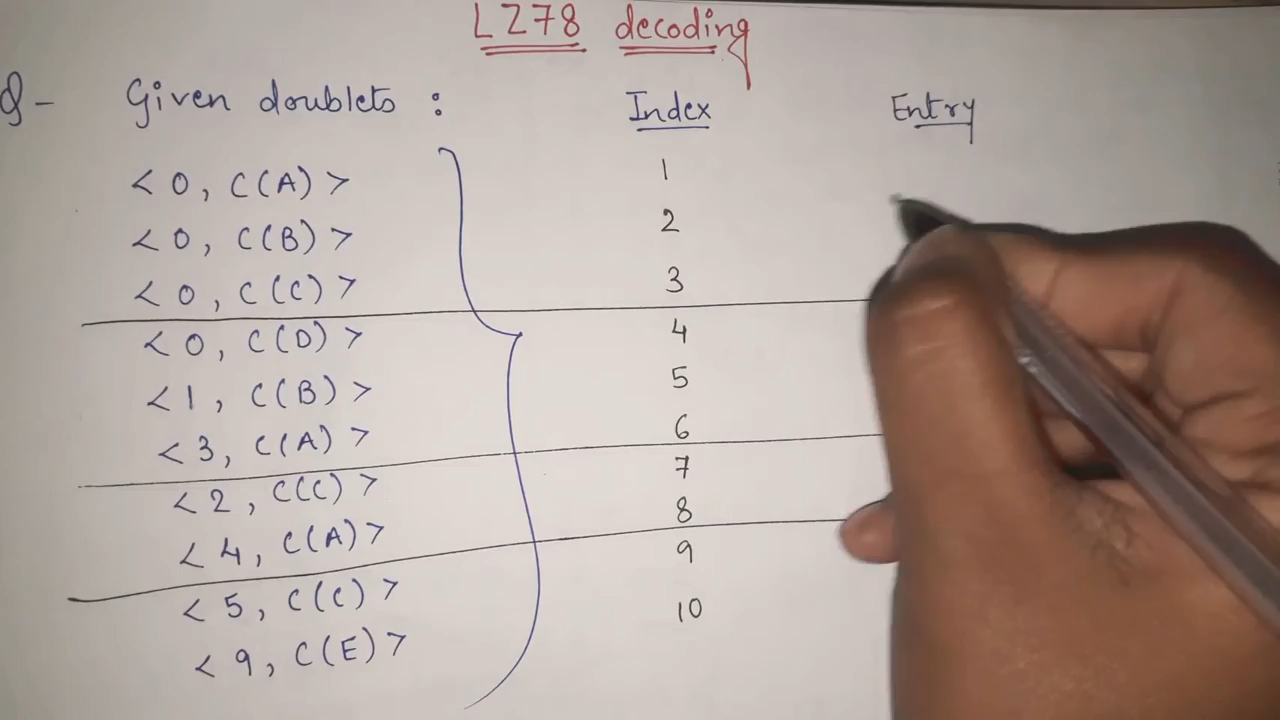 LZ78 decoding
Q- Given doublets : Index Entry
< 0, C(A) > 1
< 0, C(B) > 2
< 0, C(C) > 3
< 0, C(D) > 4
< 1, C(B) > 5
< 3, C(A) > 6
< 2, C(C) > 7
< 4, C(A) > 8
< 5, C(C) > 9
< 9, C(E) > 10